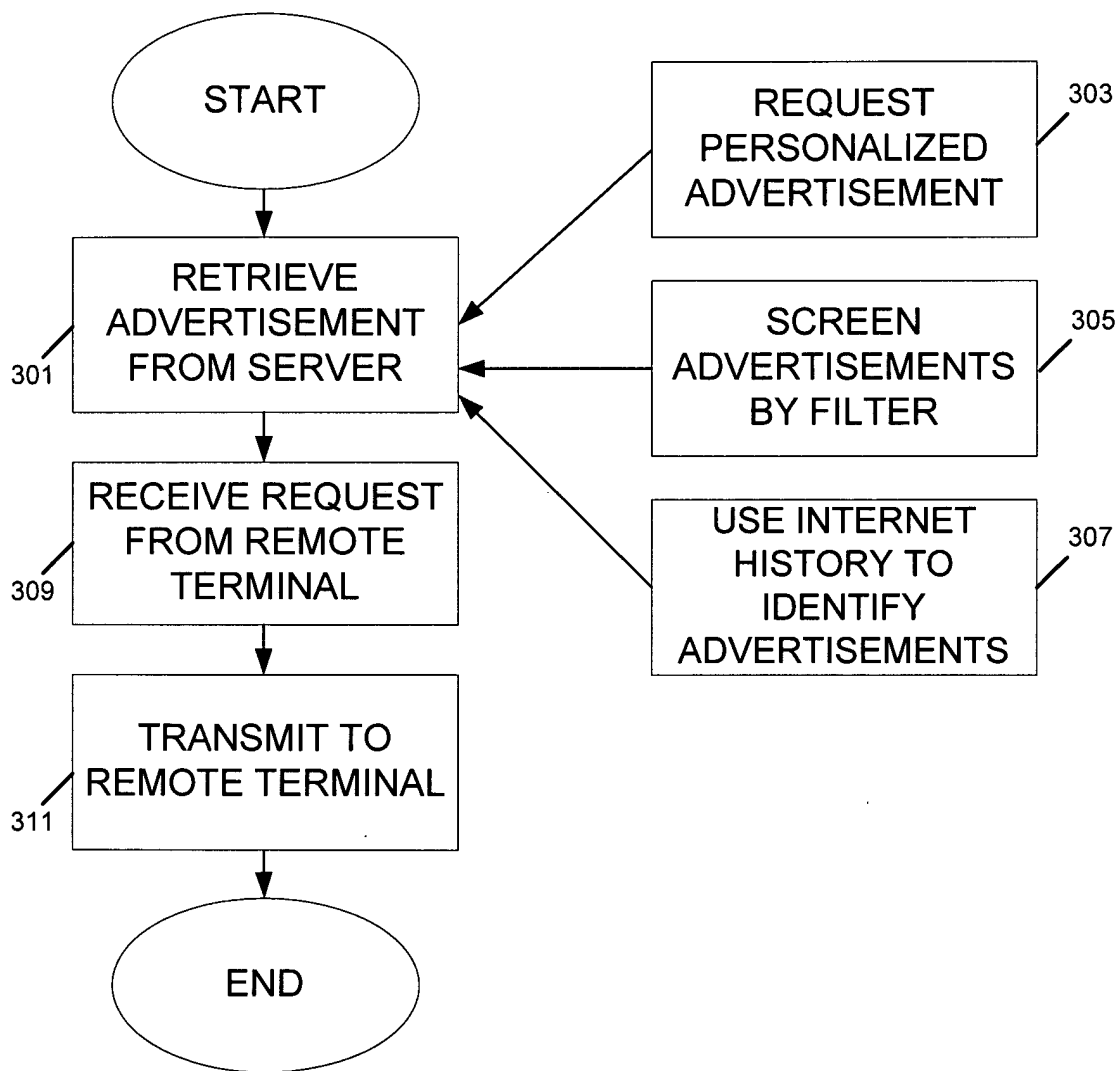 START
RETRIEVE
ADVERTISEMENT
FROM SERVER
301
RECEIVE REQUEST
FROM REMOTE
TERMINAL
309
TRANSMIT TO
REMOTE TERMINAL
311
END
REQUEST
PERSONALIZED
ADVERTISEMENT
303
SCREEN
ADVERTISEMENTS
BY FILTER
305
USE INTERNET
HISTORY TO
IDENTIFY
ADVERTISEMENTS
307